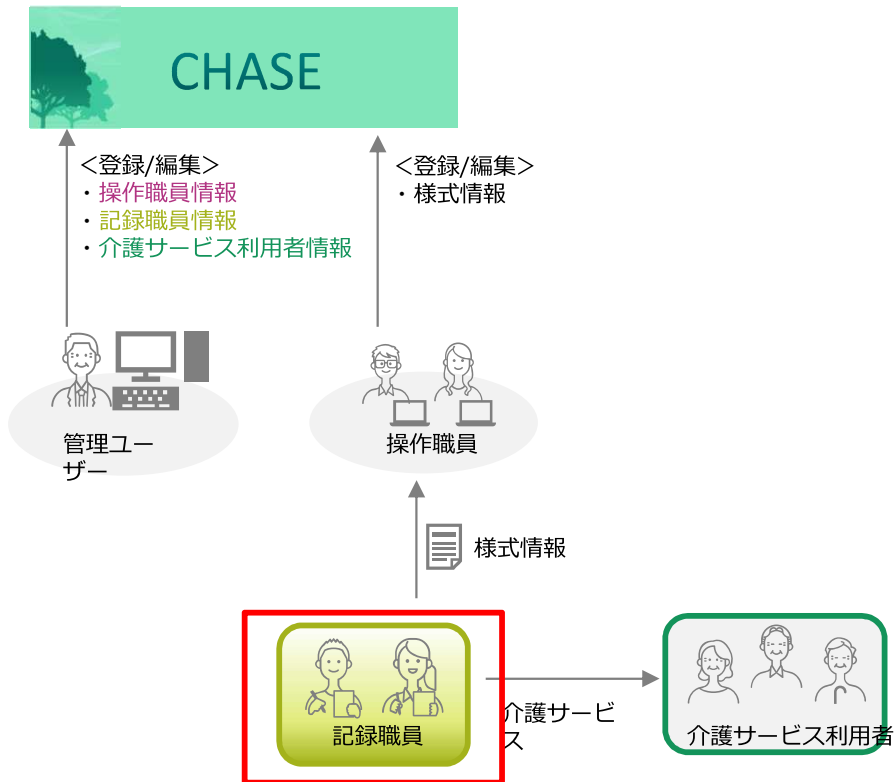 CHASE
<登録/編集>
・操作職員情報
・記録職員情報
・介護サービス利用者情報
<登録/編集>
・様式情報
管理ユー
ザー
操作職員
様式情報
記録職員
介護サービ
ス
介護サービス利用者